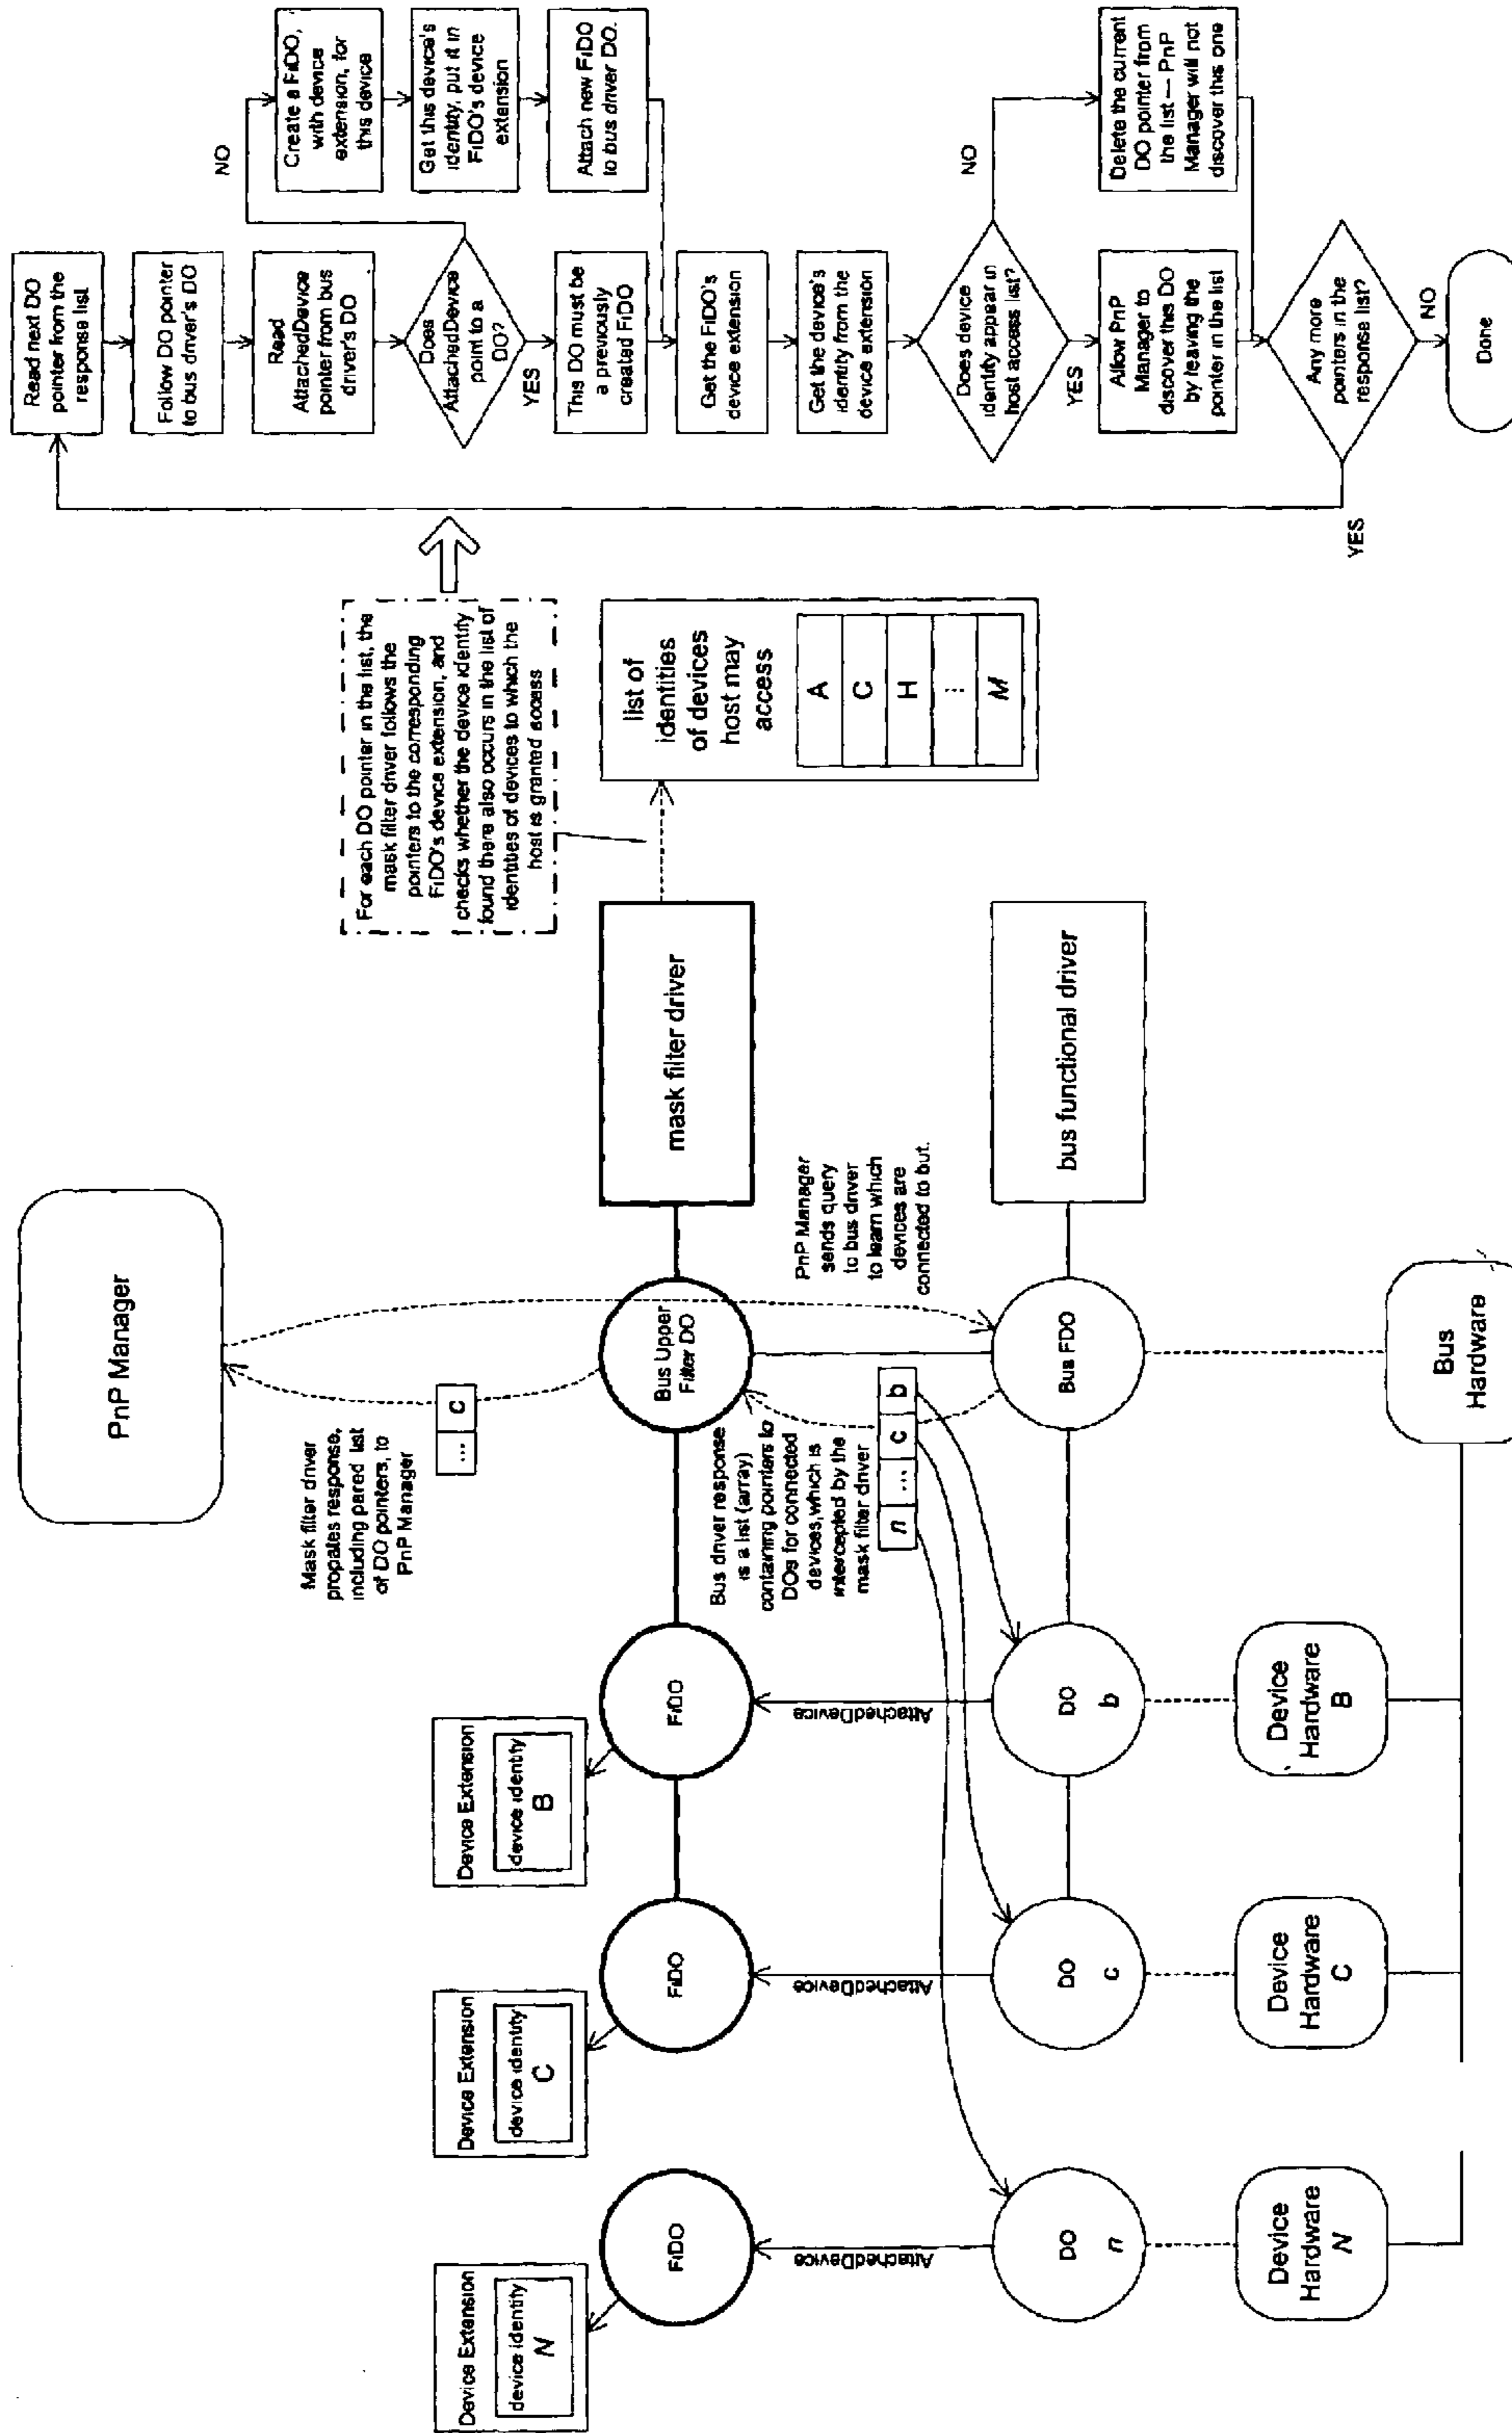 PnP Manager
Mask filter driver
propates response,
including pared list
of DO pointers, to
PnP Manager
... c
Device Extension
device identity
N
Device Extension
device identity
C
Device Extension
device identity
B
FiDO
FiDO
FiDO
Bus Upper
Filter DO
mask filter driver
list of
identities
of devices
host may
access
A
C
H
...
M
For each DO pointer in the list, the
mask filter driver follows the
pointers to the corresponding
FiDO's device extension, and
checks whether the device identity
found there also occurs in the list of
identities of devices to which the
host is granted access
Bus driver response
is a list (array)
containing pointers to
DOs for connected
devices, which is
intercepted by the
mask filter driver
n ... c b
PnP Manager
sends query
to bus driver
to learn which
devices are
connected to but.
AttachedDevice
AttachedDevice
AttachedDevice
DO
n
DO
c
DO
b
Bus FDO
bus functional driver
Device
Hardware
N
Device
Hardware
C
Device
Hardware
B
Bus
Hardware
Read next DO
pointer from the
response list
Follow DO pointer
to bus driver's DO
Read
AttachedDevice
pointer from bus
driver's DO
Does
AttachedDevice
point to a
DO?
NO
Create a FiDO,
with device
extension, for
this device
Get this device's
identity, put it in
FiDO's device
extension
Attach new FiDO
to bus driver DO.
YES
This DO must be
a previously
created FiDO
Get the FiDO's
device extension
Get the device's
identity from the
device extension
Does device
identity appear in
host access list?
NO
Delete the current
DO pointer from
the list — PnP
Manager will not
discover this one
YES
Allow PnP
Manager to
discover this DO
by leaving the
pointer in the list
Any more
pointers in the
response list?
YES
NO
Done